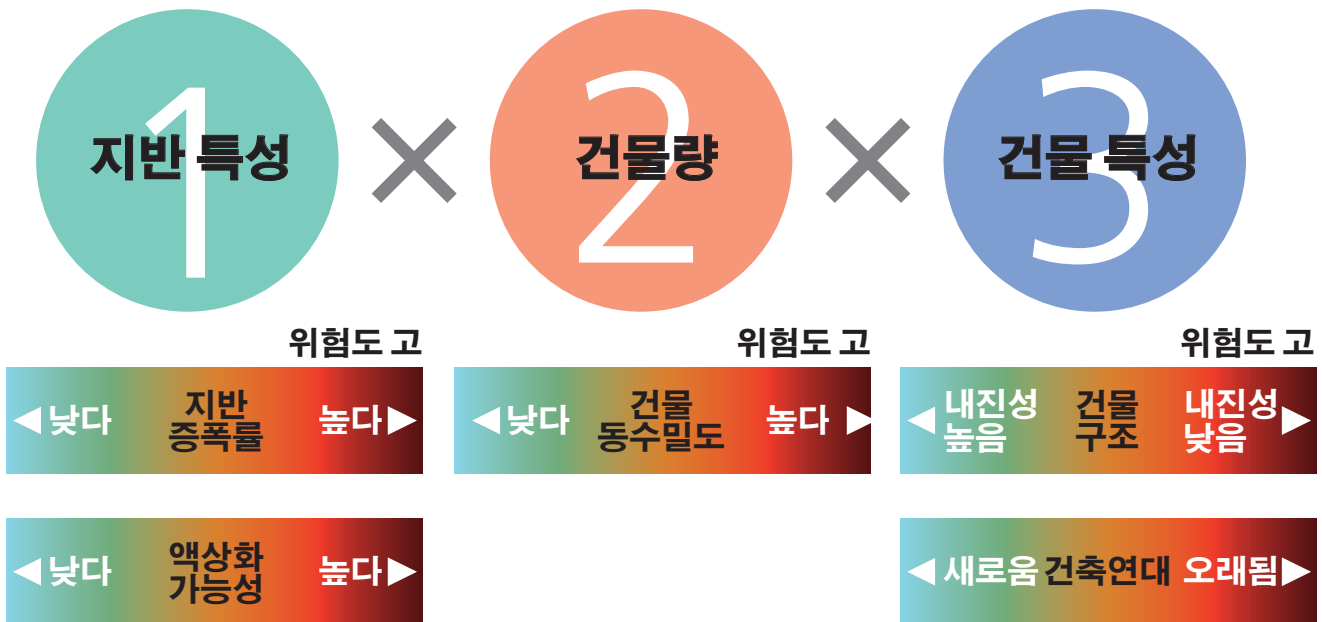 1
지반 특성
×
2
건물량
×
3
건물 특성
위험도 고
낮다
지반
증폭률
높다
위험도 고
낮다
건물
동수밀도
높다
위험도 고
내진성
높음
건물
구조
내진성
낮음
낮다
액상화
가능성
높다
새로움
건축연대
오래됨